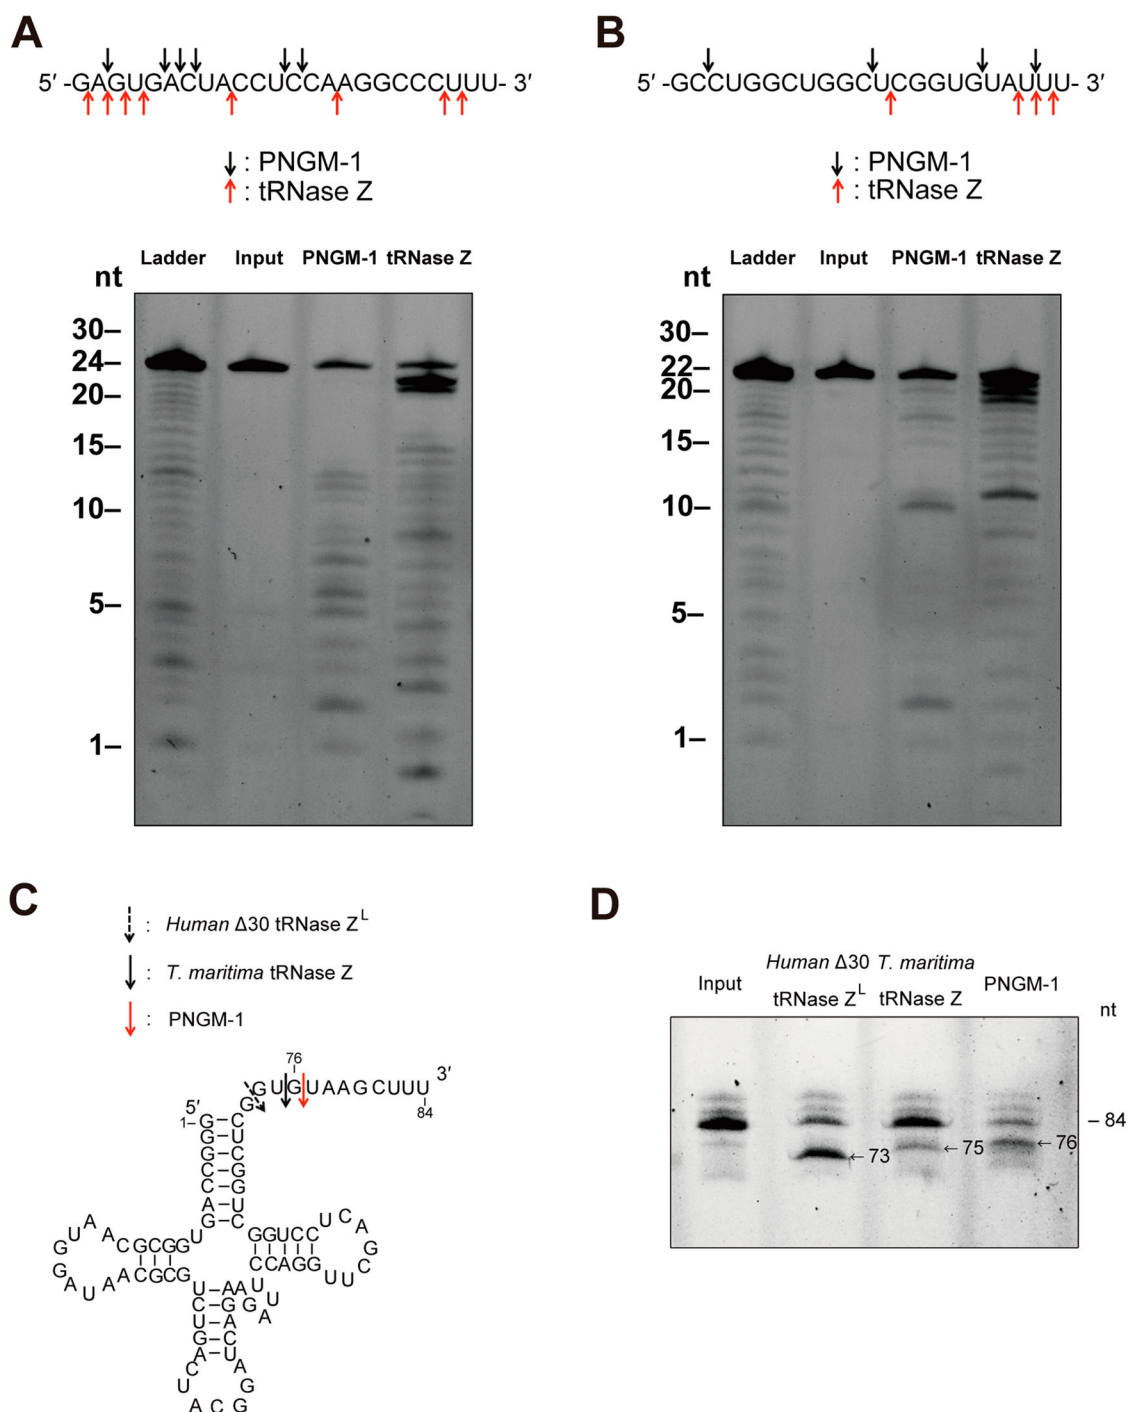 A
5′ -GAGUGACUACCUCCAAGGCCCUUU- 3′
: PNGM-1
: tRNase Z
Ladder Input PNGM-1 tRNase Z
nt
30–
24–
20–
15–
10–
5–
1–
B
5′ -GCCUGGCUGGCUCGGUGUAUUU- 3′
: PNGM-1
: tRNase Z
Ladder Input PNGM-1 tRNase Z
nt
30–
22–
20–
15–
10–
5–
1–
C
: Human Δ30 tRNase Z^L
: T. maritima tRNase Z
: PNGM-1
76
GGUGUAAGCUUU 3′
84
5′
1–
D
Input Human Δ30 tRNase Z^L T. maritima tRNase Z PNGM-1
nt
– 84
← 73
← 75
← 76